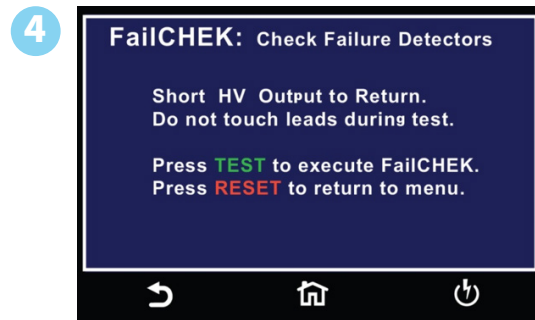 4
FailCHEK: Check Failure Detectors
Short HV Output to Return.
Do not touch leads during test.
Press TEST to execute FailCHEK.
Press RESET to return to menu.